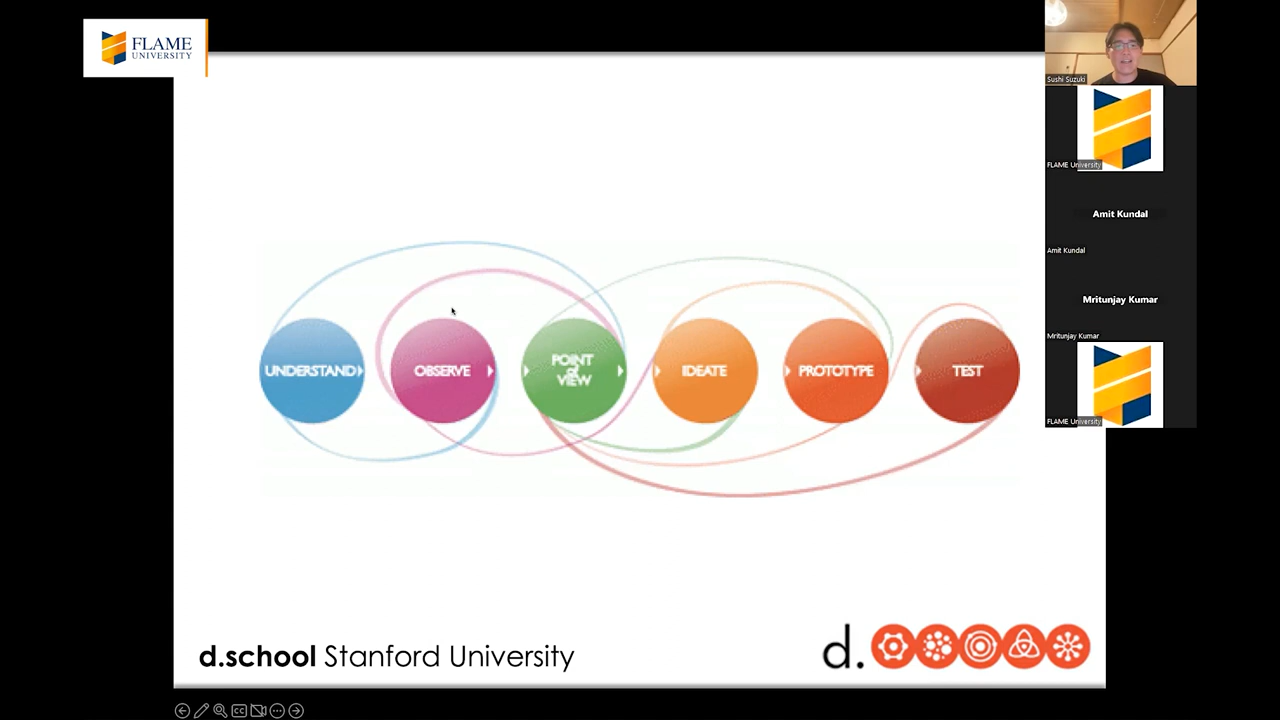 FLAME
UNIVERSITY
Sushi Suzuki
FLAME University
Amit Kundal
Amit Kundal
Mritunjay Kumar
Mritunjay Kumar
FLAME University
UNDERSTAND
OBSERVE
POINT
of
VIEW
IDEATE
PROTOTYPE
TEST
d.school Stanford University
d.
CC